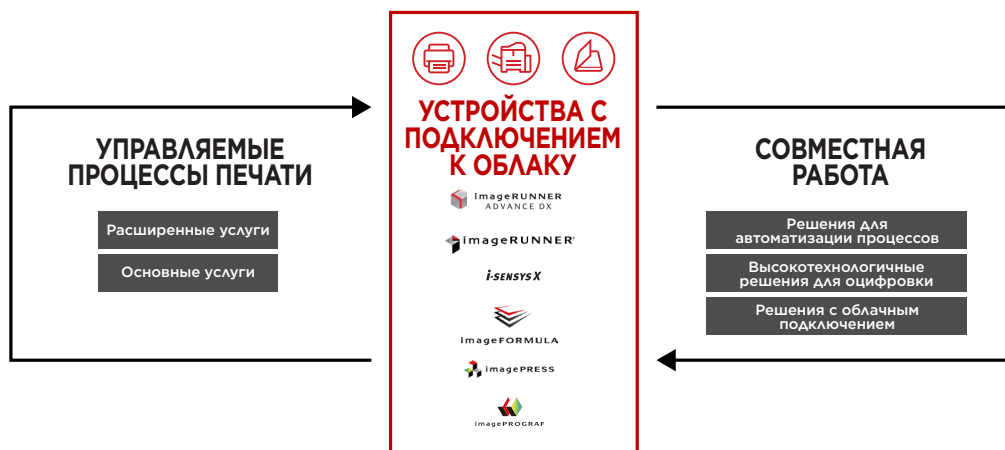 УПРАВЛЯЕМЫЕ
ПРОЦЕССЫ ПЕЧАТИ
Расширенные услуги
Основные услуги
УСТРОЙСТВА С
ПОДКЛЮЧЕНИЕМ
К ОБЛАКУ
imageRUNNER
ADVANCE DX
imageRUNNER®
i-SENSYS X
imageFORMULA
imagePRESS
imagePROGRAF
СОВМЕСТНАЯ
РАБОТА
Решения для
автоматизации процессов
Высокотехнологичные
решения для оцифровки
Решения с облачным
подключением